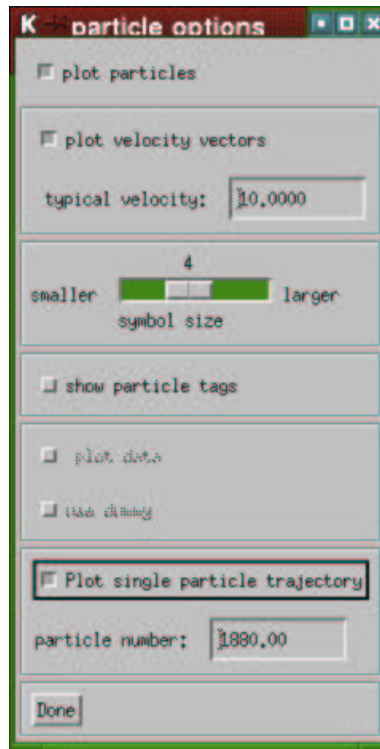 K particle options
plot particles
plot velocity vectors
typical velocity: 10.0000
4
smaller larger
symbol size
show particle tags
plot data
use dummy
Plot single particle trajectory
particle number: 1880.00
Done